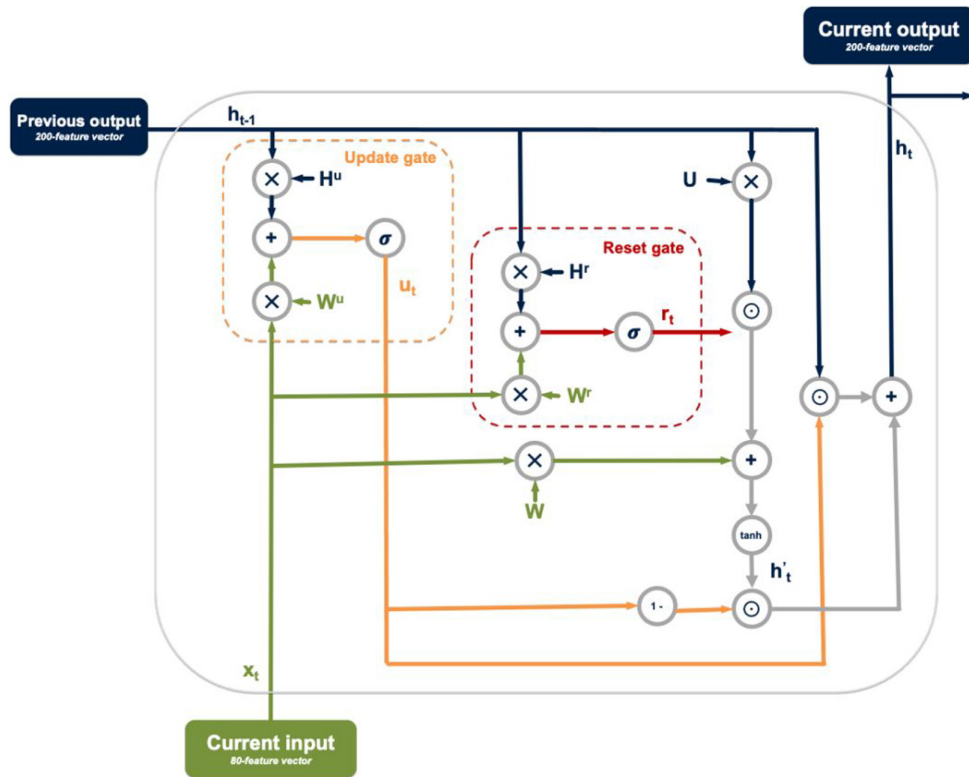 Current output
200-feature vector
Previous output
200-feature vector
h_{t-1}
h_t
Update gate
× H^u
U ×
+ σ
Reset gate
× H^r
u_t
× W^u
r_t
⊙
+ σ
× W^r
⊙ +
× +
W
tanh
h'_t
1 - ⊙
x_t
Current input
80-feature vector